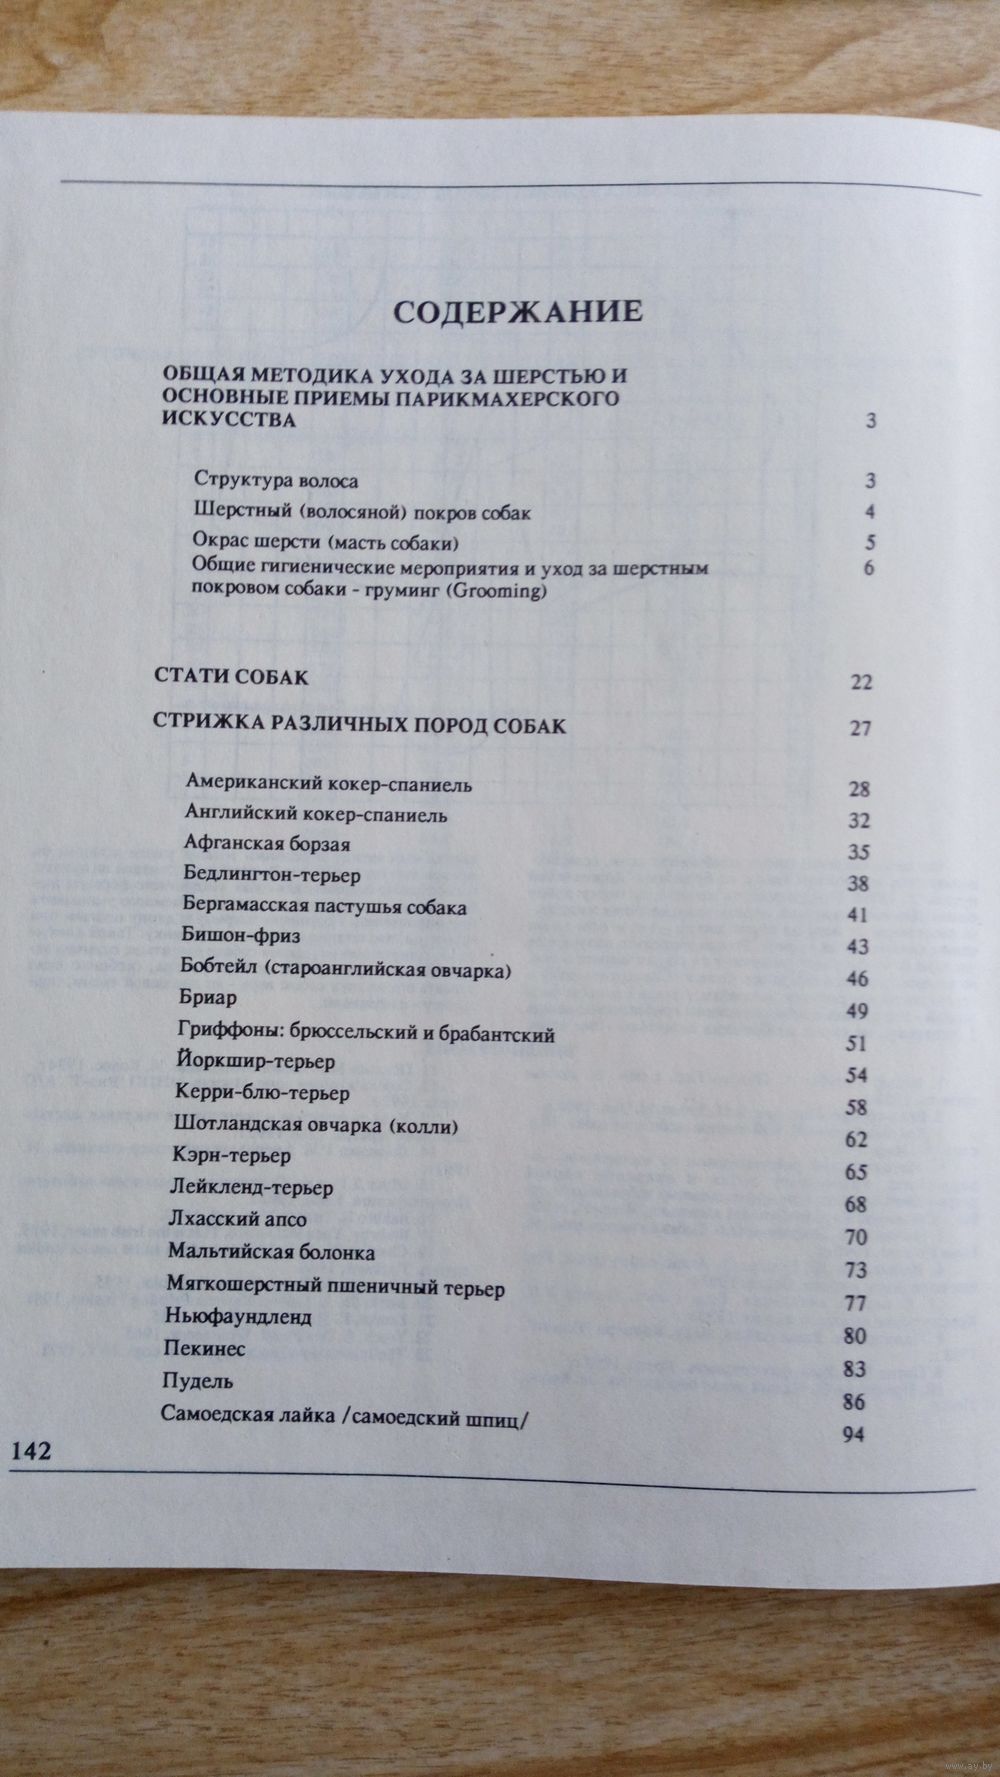 СОДЕРЖАНИЕ
ОБЩАЯ МЕТОДИКА УХОДА ЗА ШЕРСТЬЮ И
ОСНОВНЫЕ ПРИЕМЫ ПАРИКМАХЕРСКОГО
ИСКУССТВА 3
Структура волоса 3
Шерстный (волосяной) покров собак 4
Окрас шерсти (масть собаки) 5
Общие гигиенические мероприятия и уход за шерстным 6
покровом собаки - груминг (Grooming)
СТАТИ СОБАК 22
СТРИЖКА РАЗЛИЧНЫХ ПОРОД СОБАК 27
Американский кокер-спаниель 28
Английский кокер-спаниель 32
Афганская борзая 35
Бедлингтон-терьер 38
Бергамасская пастушья собака 41
Бишон-фриз 43
Бобтейл (староанглийская овчарка) 46
Бриар 49
Гриффоны: брюссельский и брабантский 51
Йоркшир-терьер 54
Керри-блю-терьер 58
Шотландская овчарка (колли) 62
Кэрн-терьер 65
Лейкленд-терьер 68
Лхасский апсо 70
Мальтийская болонка 73
Мягкошерстный пшеничный терьер 77
Ньюфаундленд 80
Пекинес 83
Пудель 86
Самоедская лайка /самоедский шпиц/ 94
142
www.ay.by